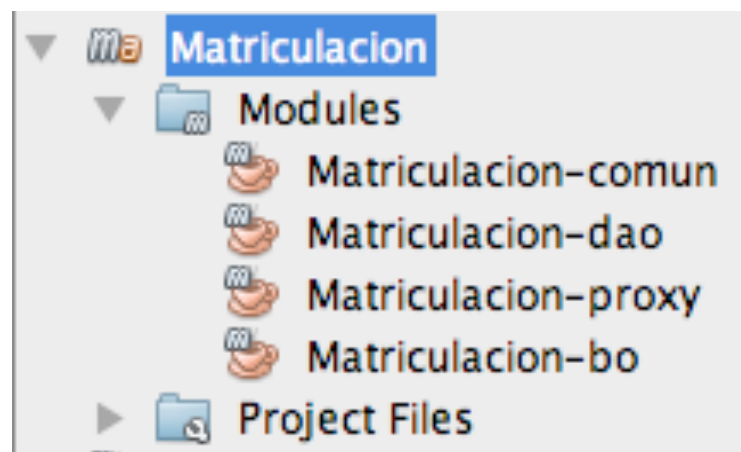 Matriculacion
Modules
Matriculacion-comun
Matriculacion-dao
Matriculacion-proxy
Matriculacion-bo
Project Files